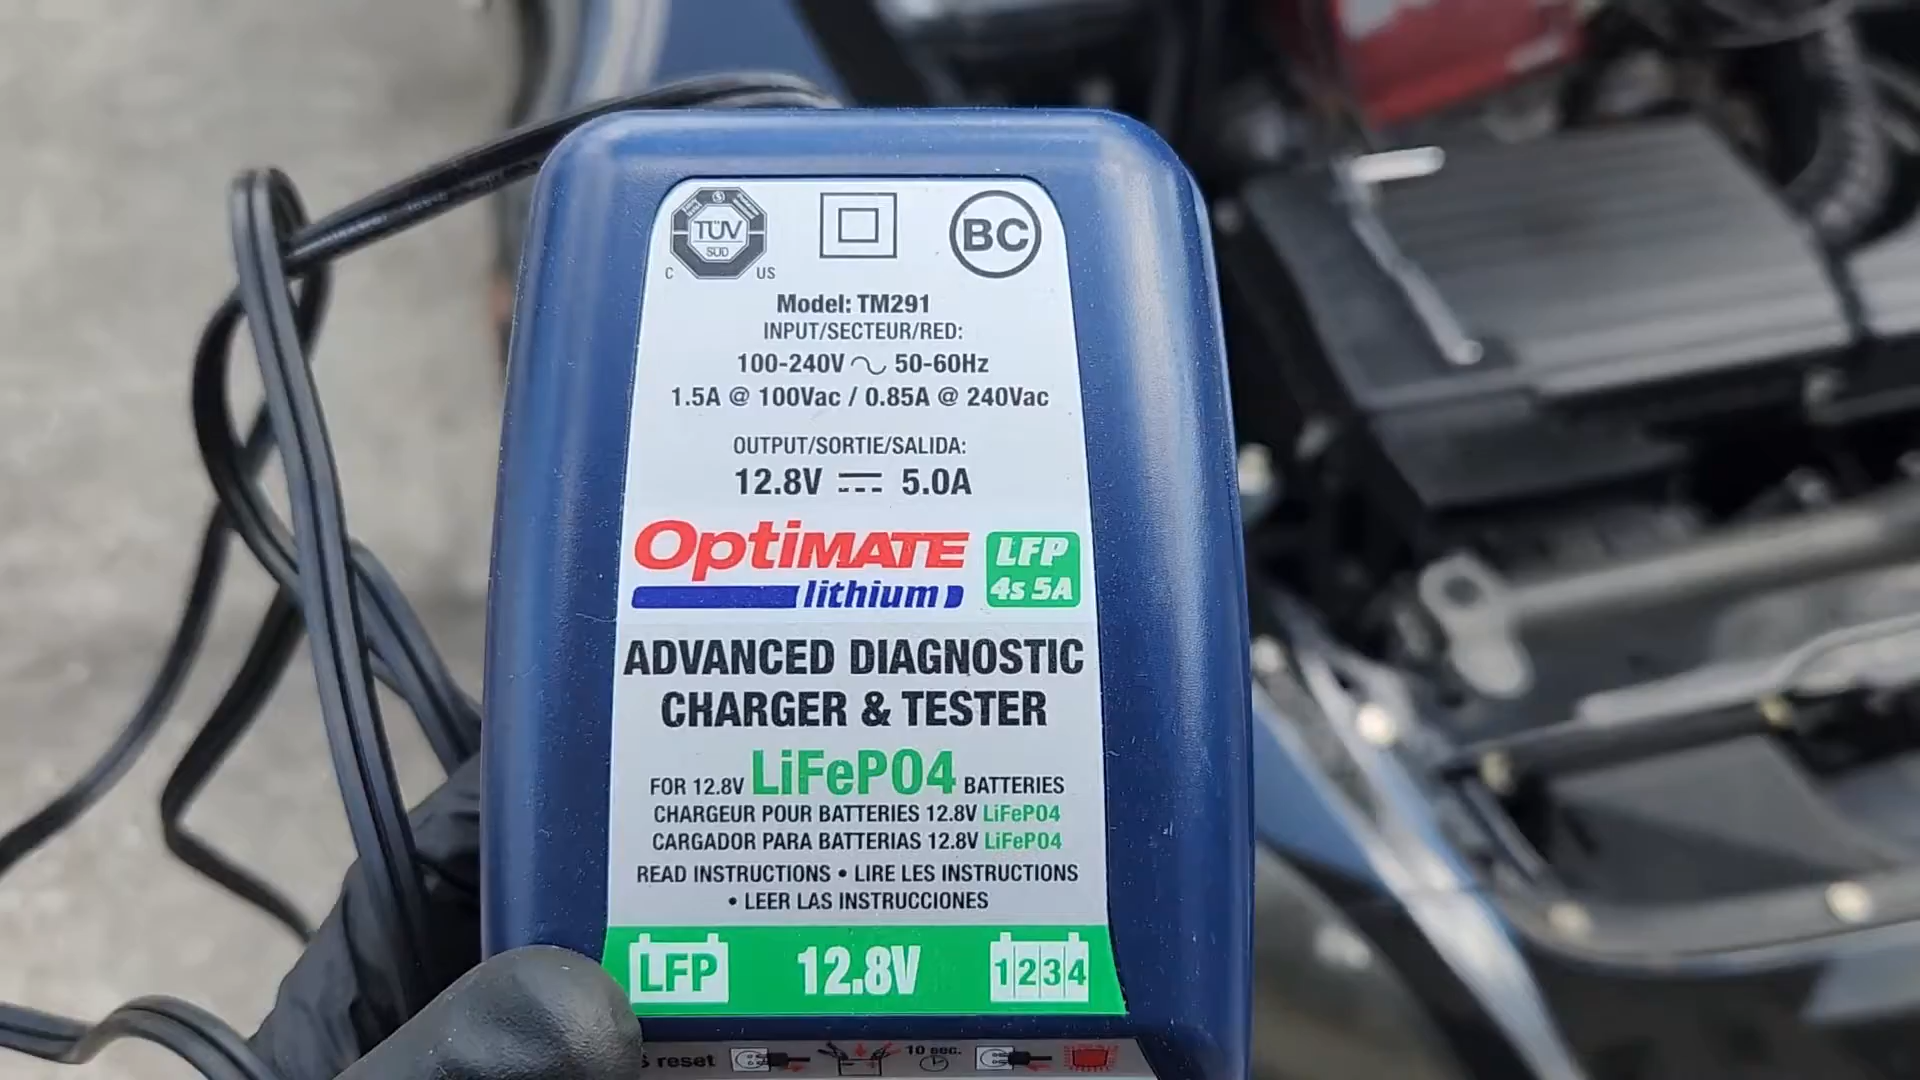 TÜV
SÜD
C US
BC
Model: TM291
INPUT/SECTEUR/RED:
100-240V 50-60Hz
1.5A @ 100Vac / 0.85A @ 240Vac
OUTPUT/SORTIE/SALIDA:
12.8V 5.0A
OptiMATE
lithium
LFP
4s 5A
ADVANCED DIAGNOSTIC
CHARGER & TESTER
FOR 12.8V LiFePO4 BATTERIES
CHARGEUR POUR BATTERIES 12.8V LiFePO4
CARGADOR PARA BATTERIAS 12.8V LiFePO4
READ INSTRUCTIONS • LIRE LES INSTRUCTIONS
• LEER LAS INSTRUCCIONES
LFP 12.8V 1234
reset 10 sec.